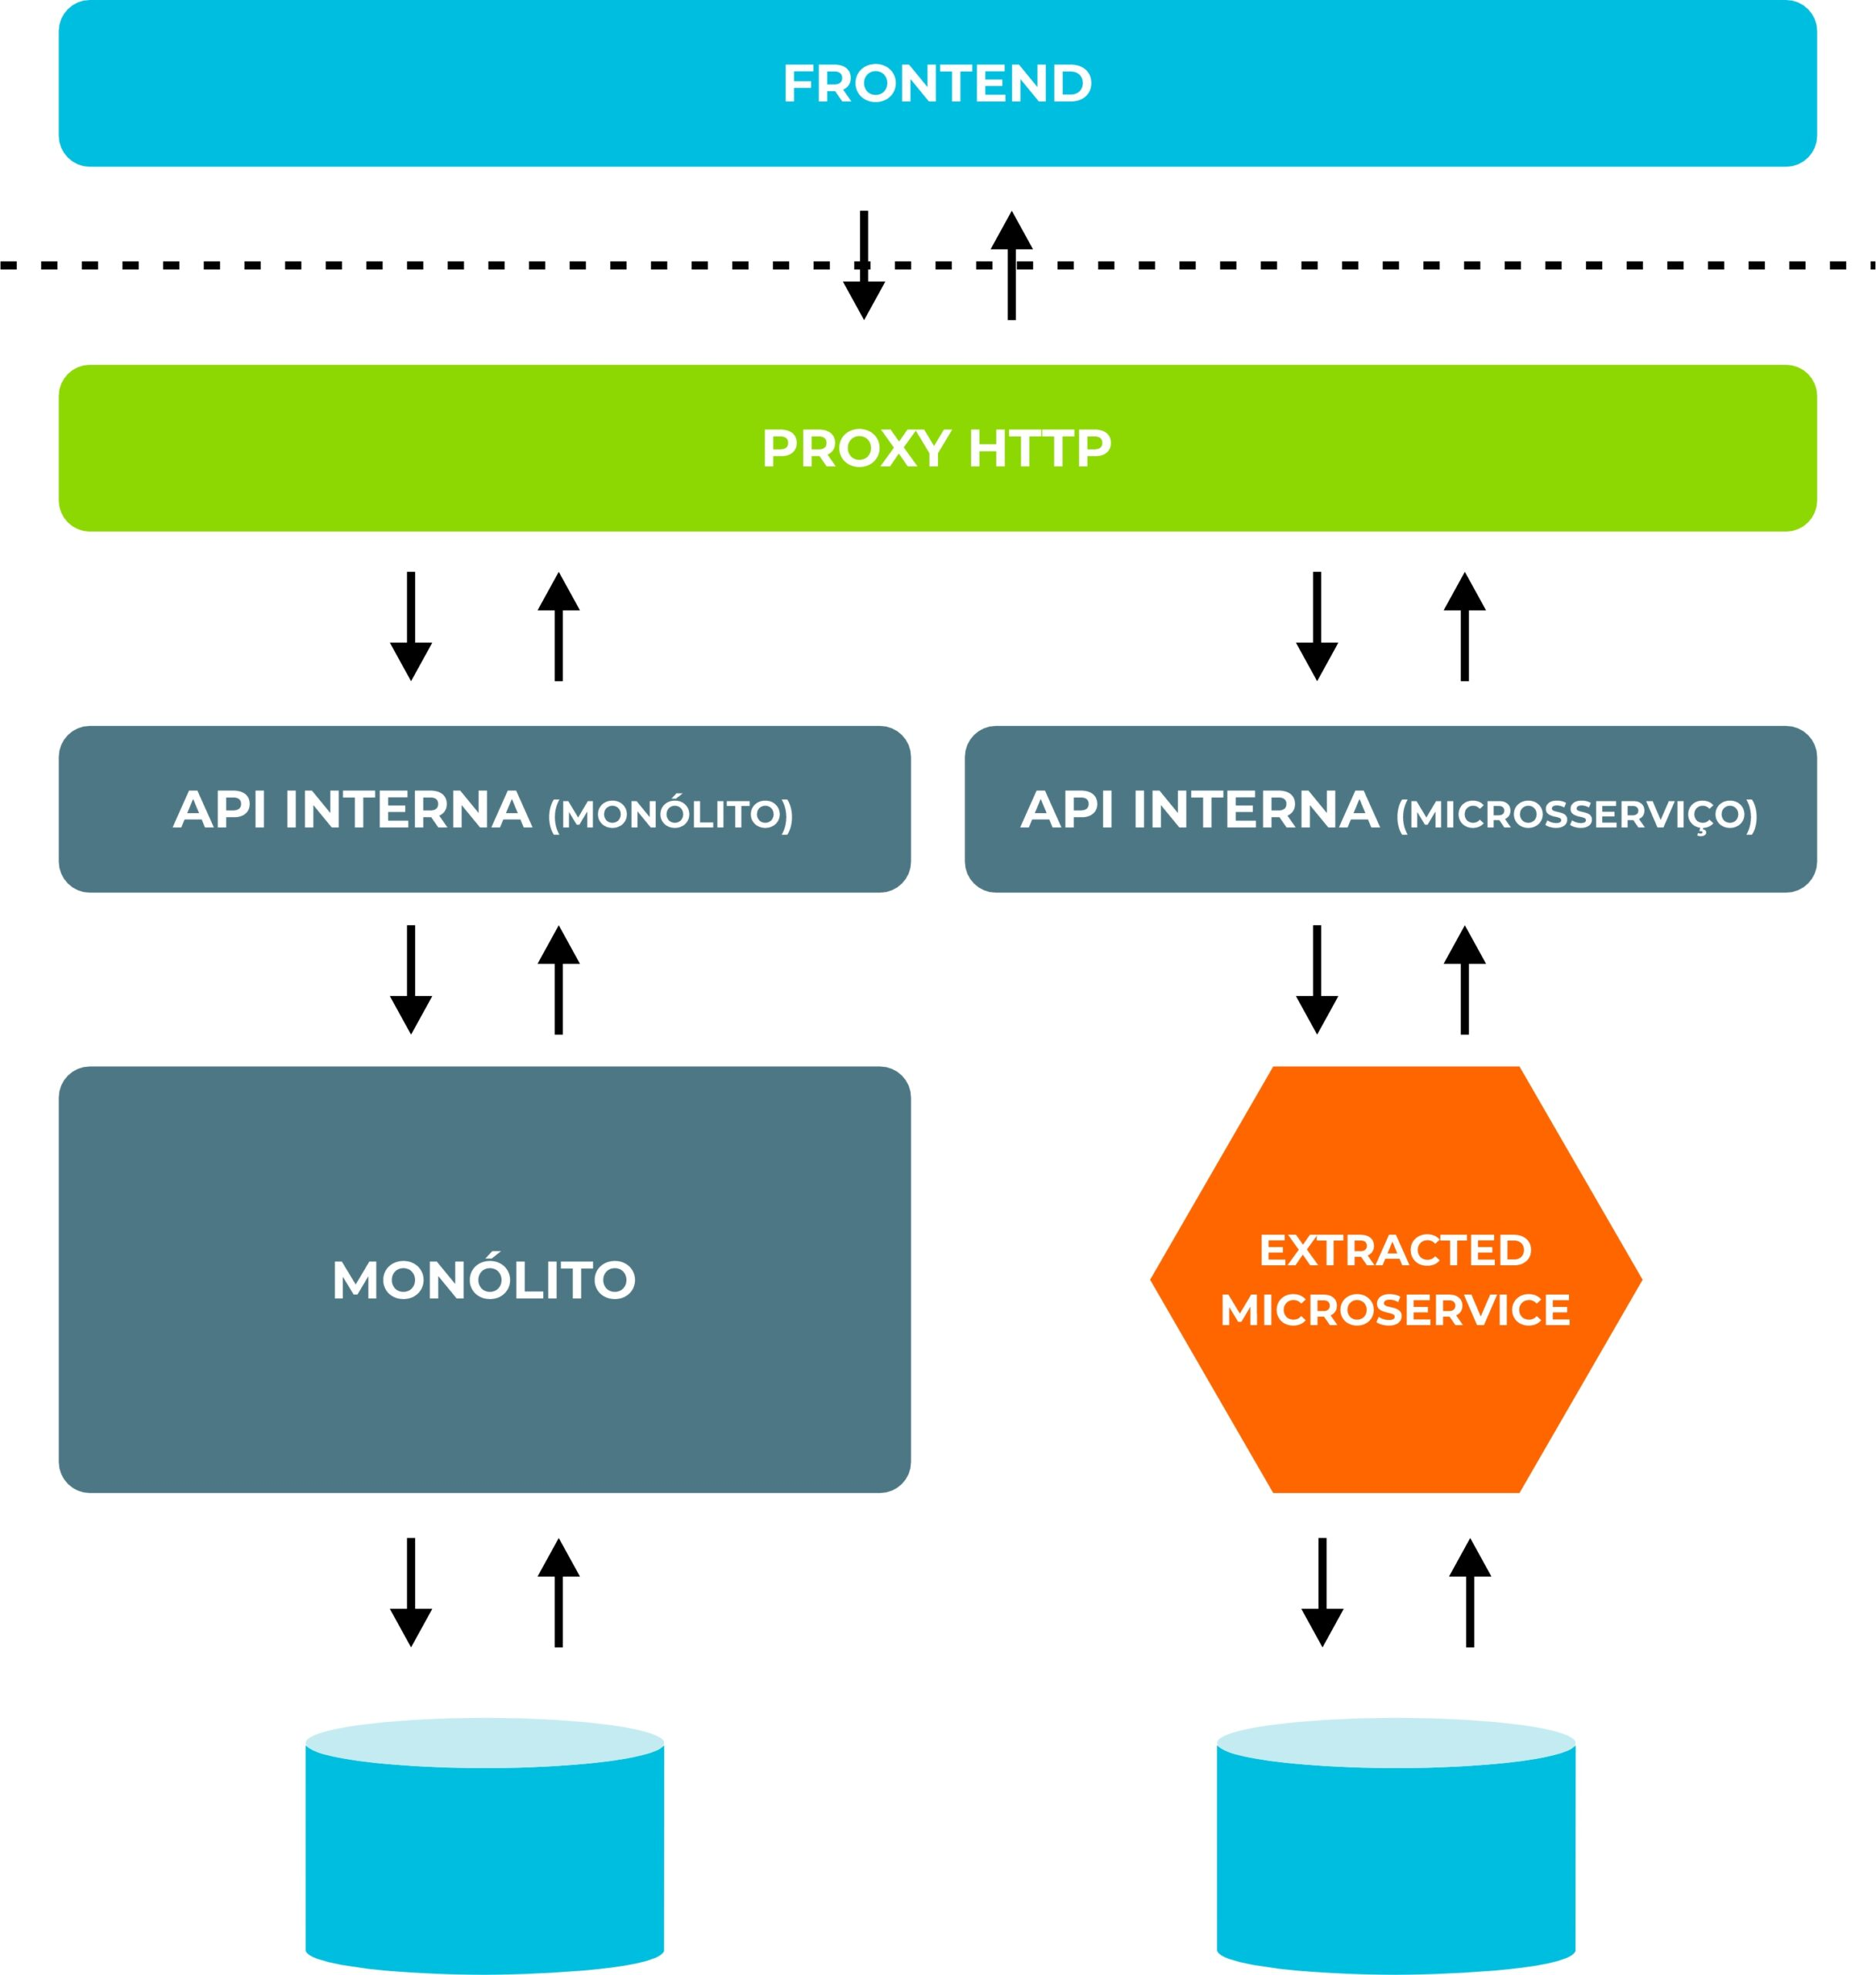 FRONTEND
PROXY HTTP
API INTERNA (MONÓLITO)
API INTERNA (MICROSSERVIÇO)
MONÓLITO
EXTRACTED
MICROSERVICE